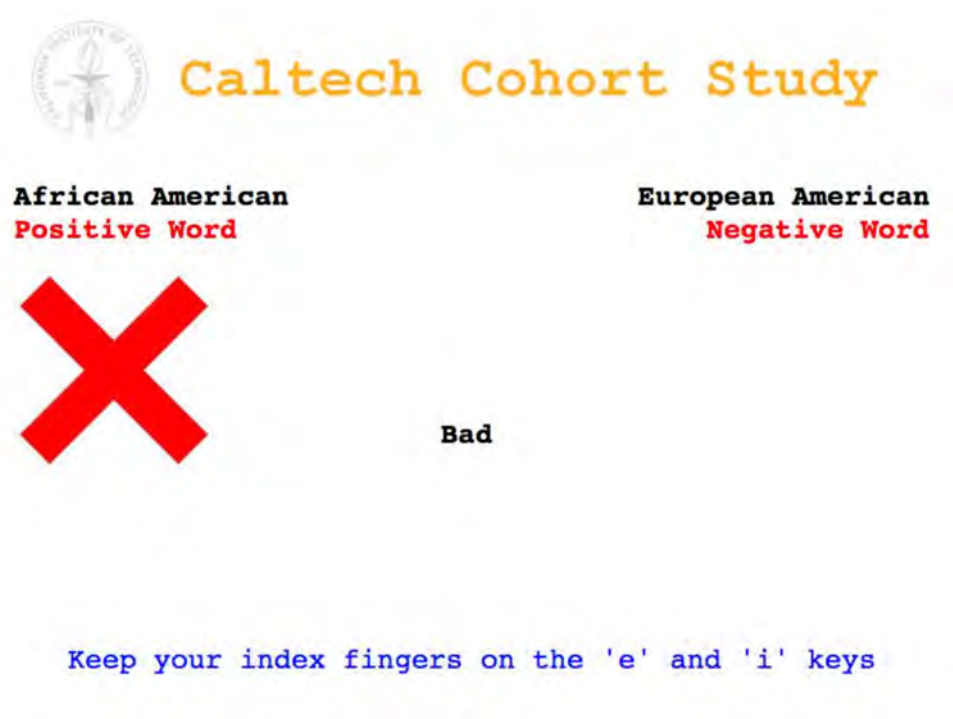 Caltech Cohort Study
African American
European American
Positive Word
Negative Word
Bad
Keep your index fingers on the 'e' and 'i' keys